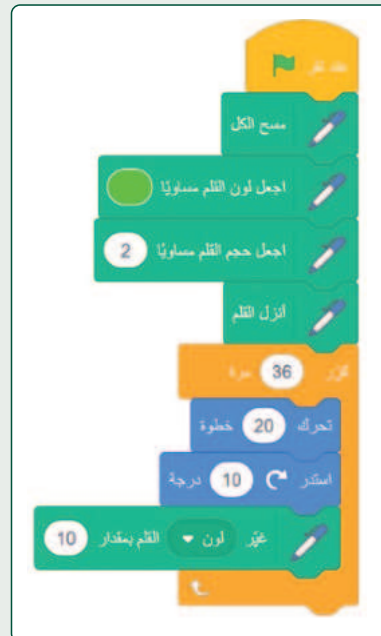 عند نقر
مسح الكل
اجعل لون القلم مساويًا
اجعل حجم القلم مساويًا 2
أنزل القلم
كرّر 36 مرة
تحرك 20 خطوة
استدر 10 درجة
غيّر لون القلم بمقدار 10